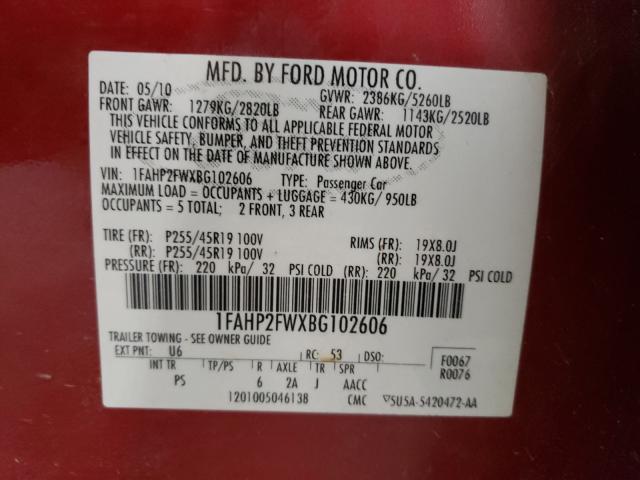 MFD. BY FORD MOTOR CO.
DATE: 05/10 GVWR: 2386KG/5260LB
FRONT GAWR: 1279KG/2820LB REAR GAWR: 1143KG/2520LB
THIS VEHICLE CONFORMS TO ALL APPLICABLE FEDERAL MOTOR
VEHICLE SAFETY, BUMPER, AND THEFT PREVENTION STANDARDS
IN EFFECT ON THE DATE OF MANUFACTURE SHOWN ABOVE.
VIN: 1FAHP2FWXBG102606 TYPE: Passenger Car
MAXIMUM LOAD = OCCUPANTS + LUGGAGE = 430KG/ 950LB
OCCUPANTS = 5 TOTAL; 2 FRONT, 3 REAR
TIRE (FR): P255/45R19 100V RIMS (FR): 19X8.0J
(RR): P255/45R19 100V (RR): 19X8.0J
PRESSURE (FR): 220 kPa/ 32 PSI COLD (RR): 220 kPa/ 32 PSI COLD
1FAHP2FWXBG102606
TRAILER TOWING - SEE OWNER GUIDE
EXT PNT: U6 RC: 53 DSO: F0067
INT TR TP/PS R AXLE TR SPR R0076
PS 6 2A J AACC
1201005046138 CMC ▽5U5A-5420472-AA